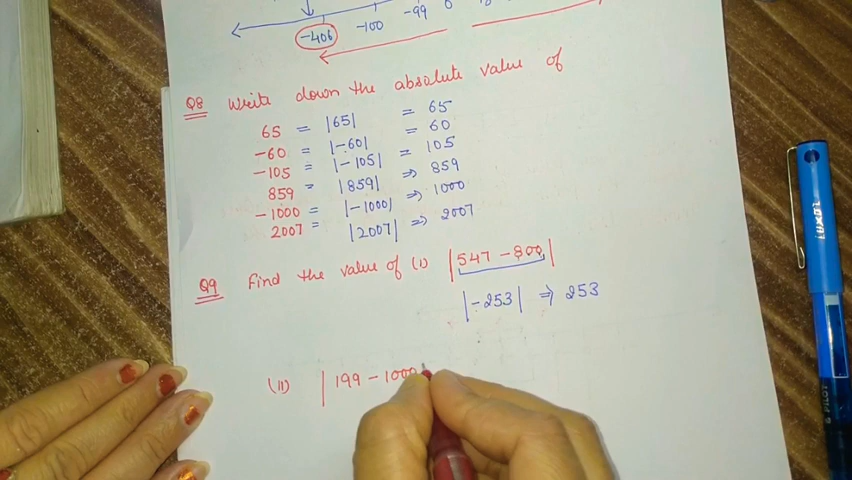 -406 -100 -99 0
Q8 Write down the absolute value of
65 = |65| = 65
-60 = |-60| = 60
-105 = |-105| = 105
859 = |859| ⇒ 859
-1000 = |-1000| ⇒ 1000
2007 = |2007| ⇒ 2007
Q9 Find the value of (I) |547 - 800|
|-253| ⇒ 253
(II) |199 - 1000
LUXOR
PILOT